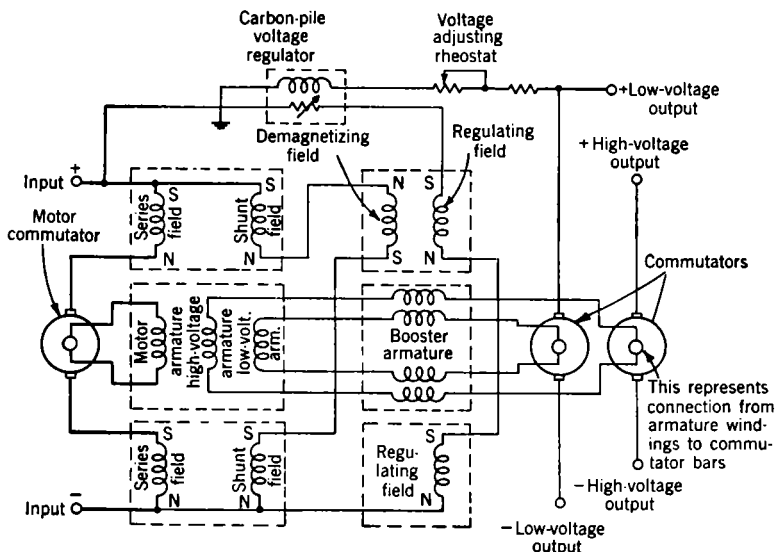 Carbon-pile
voltage
regulator
Voltage
adjusting
rheostat
+Low-voltage
output
Demagnetizing
field
Regulating
field
+High-voltage
output
+
Input
S
S
N
S
Motor
commutator
Series
field
Shunt
field
N
N
S
N
Commutators
Motor
armature
high-voltage
armature
low-volt.
arm.
Booster
armature
This represents
connection from
armature wind-
ings to commu-
tator bars
S
S
S
Series
field
Shunt
field
Regu-
lating
field
N
N
N
−
Input
−High-voltage
output
−Low-voltage
output